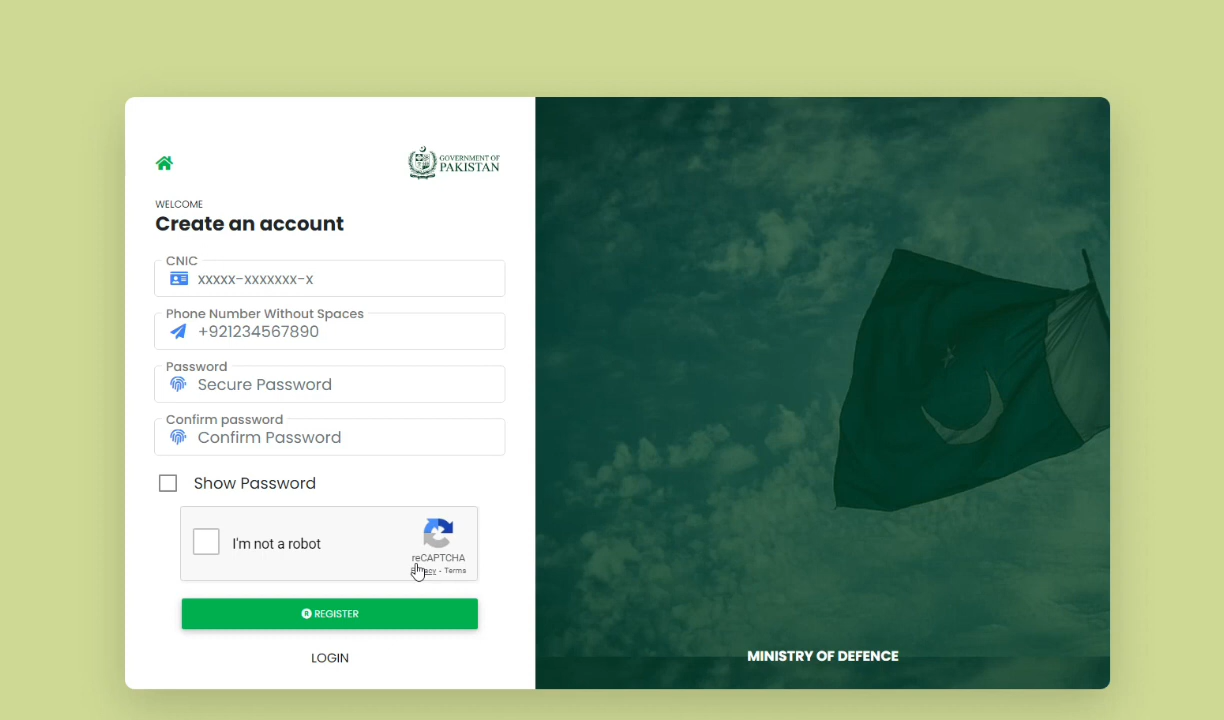 GOVERNMENT OF
PAKISTAN
WELCOME
Create an account
CNIC
xxxxx-xxxxxxx-x
Phone Number Without Spaces
+921234567890
Password
Secure Password
Confirm password
Confirm Password
Show Password
I'm not a robot
reCAPTCHA
- Terms
REGISTER
LOGIN
MINISTRY OF DEFENCE